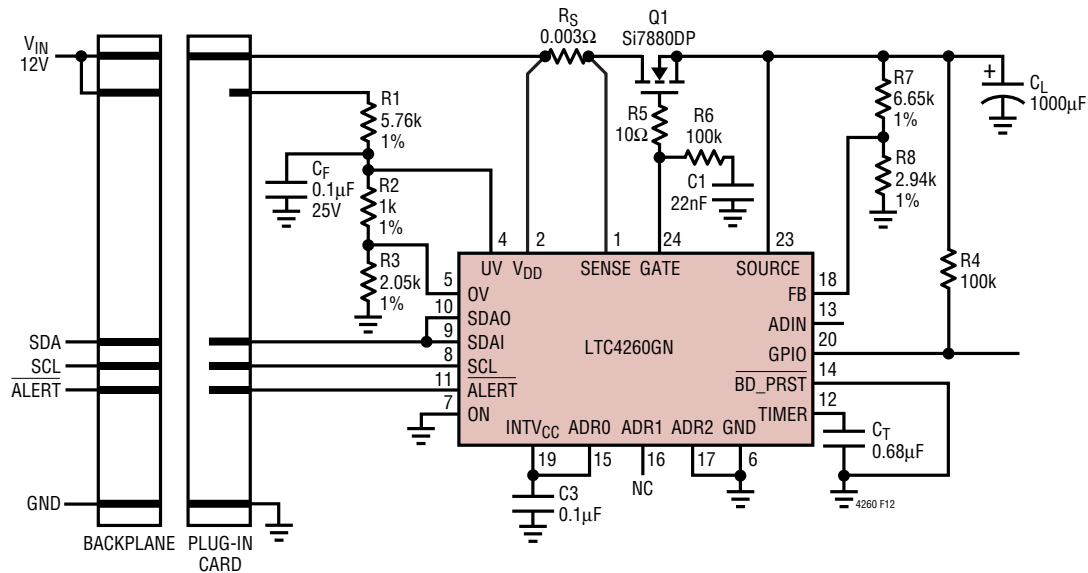 VIN
12V
RS
0.003Ω
Q1
Si7880DP
R1
5.76k
1%
CF
0.1µF
25V
R2
1k
1%
R3
2.05k
1%
R5
10Ω
R6
100k
C1
22nF
R7
6.65k
1%
R8
2.94k
1%
CL
1000µF
+
R4
100k
4
2
1
24
23
UV
VDD
SENSE
GATE
SOURCE
5
OV
10
SDAO
9
SDAI
8
SCL
11
ALERT
7
ON
LTC4260GN
18
FB
13
ADIN
20
GPIO
14
BD_PRST
12
TIMER
INTVCC
ADR0
ADR1
ADR2
GND
19
15
16
17
6
NC
C3
0.1µF
CT
0.68µF
4260 F12
SDA
SCL
ALERT
GND
BACKPLANE
PLUG-IN
CARD